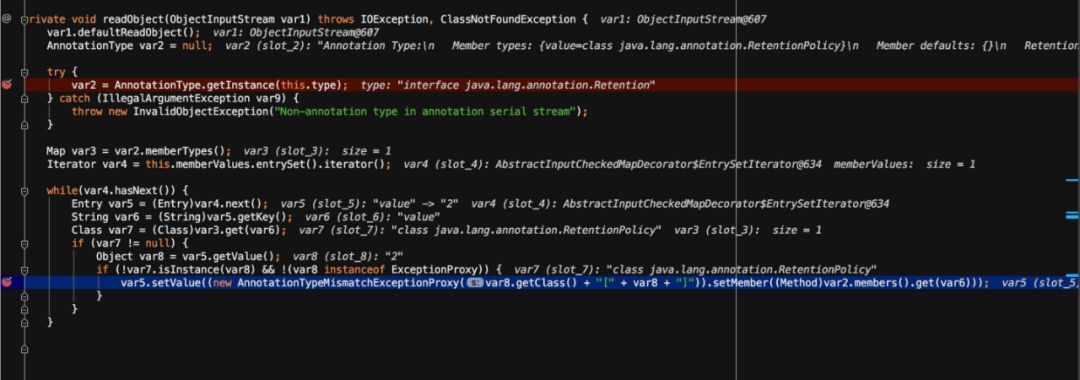 private void readObject(ObjectInputStream var1) throws IOException, ClassNotFoundException {  var1: ObjectInputStream@607
var1.defaultReadObject();  var1: ObjectInputStream@607
AnnotationType var2 = null;  var2 (slot_2): "Annotation Type:\n   Member types: {value=class java.lang.annotation.RetentionPolicy}\n   Member defaults: {}\n   Retention
try {
var2 = AnnotationType.getInstance(this.type);  type: "interface java.lang.annotation.Retention"
} catch (IllegalArgumentException var9) {
throw new InvalidObjectException("Non-annotation type in annotation serial stream");
}
Map var3 = var2.memberTypes();  var3 (slot_3):  size = 1
Iterator var4 = this.memberValues.entrySet().iterator();  var4 (slot_4): AbstractInputCheckedMapDecorator$EntrySetIterator@634  memberValues:  size = 1
while(var4.hasNext()) {
Entry var5 = (Entry)var4.next();  var5 (slot_5): "value" -> "2"  var4 (slot_4): AbstractInputCheckedMapDecorator$EntrySetIterator@634
String var6 = (String)var5.getKey();  var6 (slot_6): "value"
Class var7 = (Class)var3.get(var6);  var7 (slot_7): "class java.lang.annotation.RetentionPolicy"  var3 (slot_3):  size = 1
if (var7 != null) {
Object var8 = var5.getValue();  var8 (slot_8): "2"
if (!var7.isInstance(var8) && !(var8 instanceof ExceptionProxy)) {  var7 (slot_7): "class java.lang.annotation.RetentionPolicy"
var5.setValue((new AnnotationTypeMismatchExceptionProxy( s: var8.getClass() + "[" + var8 + "]")).setMember((Method)var2.members().get(var6)));  var5 (slot_5)
}
}
}